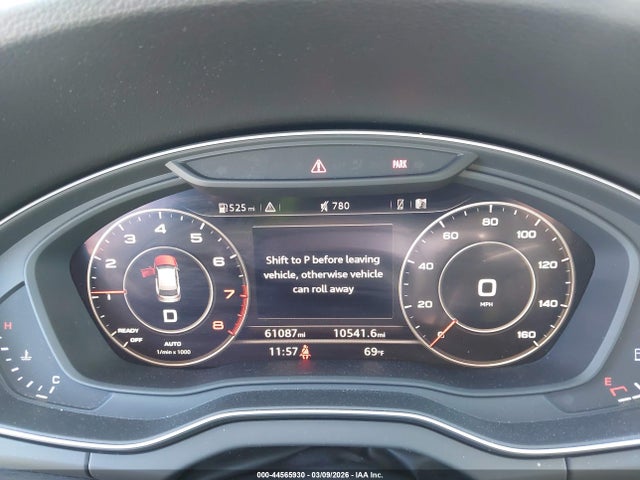 PARK
525 mi
780
Shift to P before leaving
vehicle, otherwise vehicle
can roll away
61087mi 10541.6mi
11:57 69°F
1 2 3 4 5 6 7 8
READY
OFF
AUTO
1/min x 1000
D
0 20 40 60 80 100 120 140 160
0
MPH
H
C
E
000-44565930 - 03/09/2026 - IAA Inc.